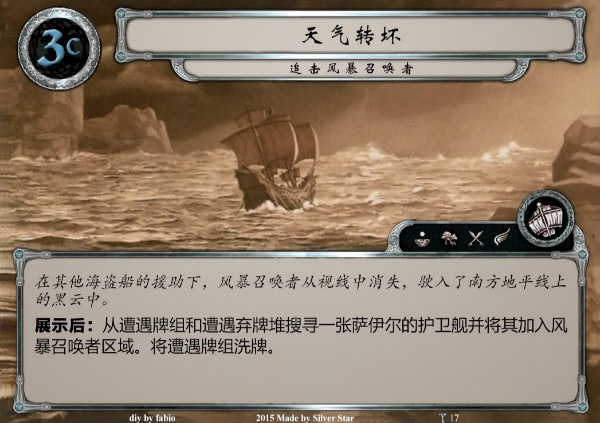 3C
天气转坏
追击风暴召唤者
在其他海盗船的援助下，风暴召唤者从视线中消失，驶入了南方地平线上
的黑云中。
展示后：从遭遇牌组和遭遇弃牌堆搜寻一张萨伊尔的护卫舰并将其加入风
暴召唤者区域。将遭遇牌组洗牌。
diy by fabio 2015 Made by Silver Star 17